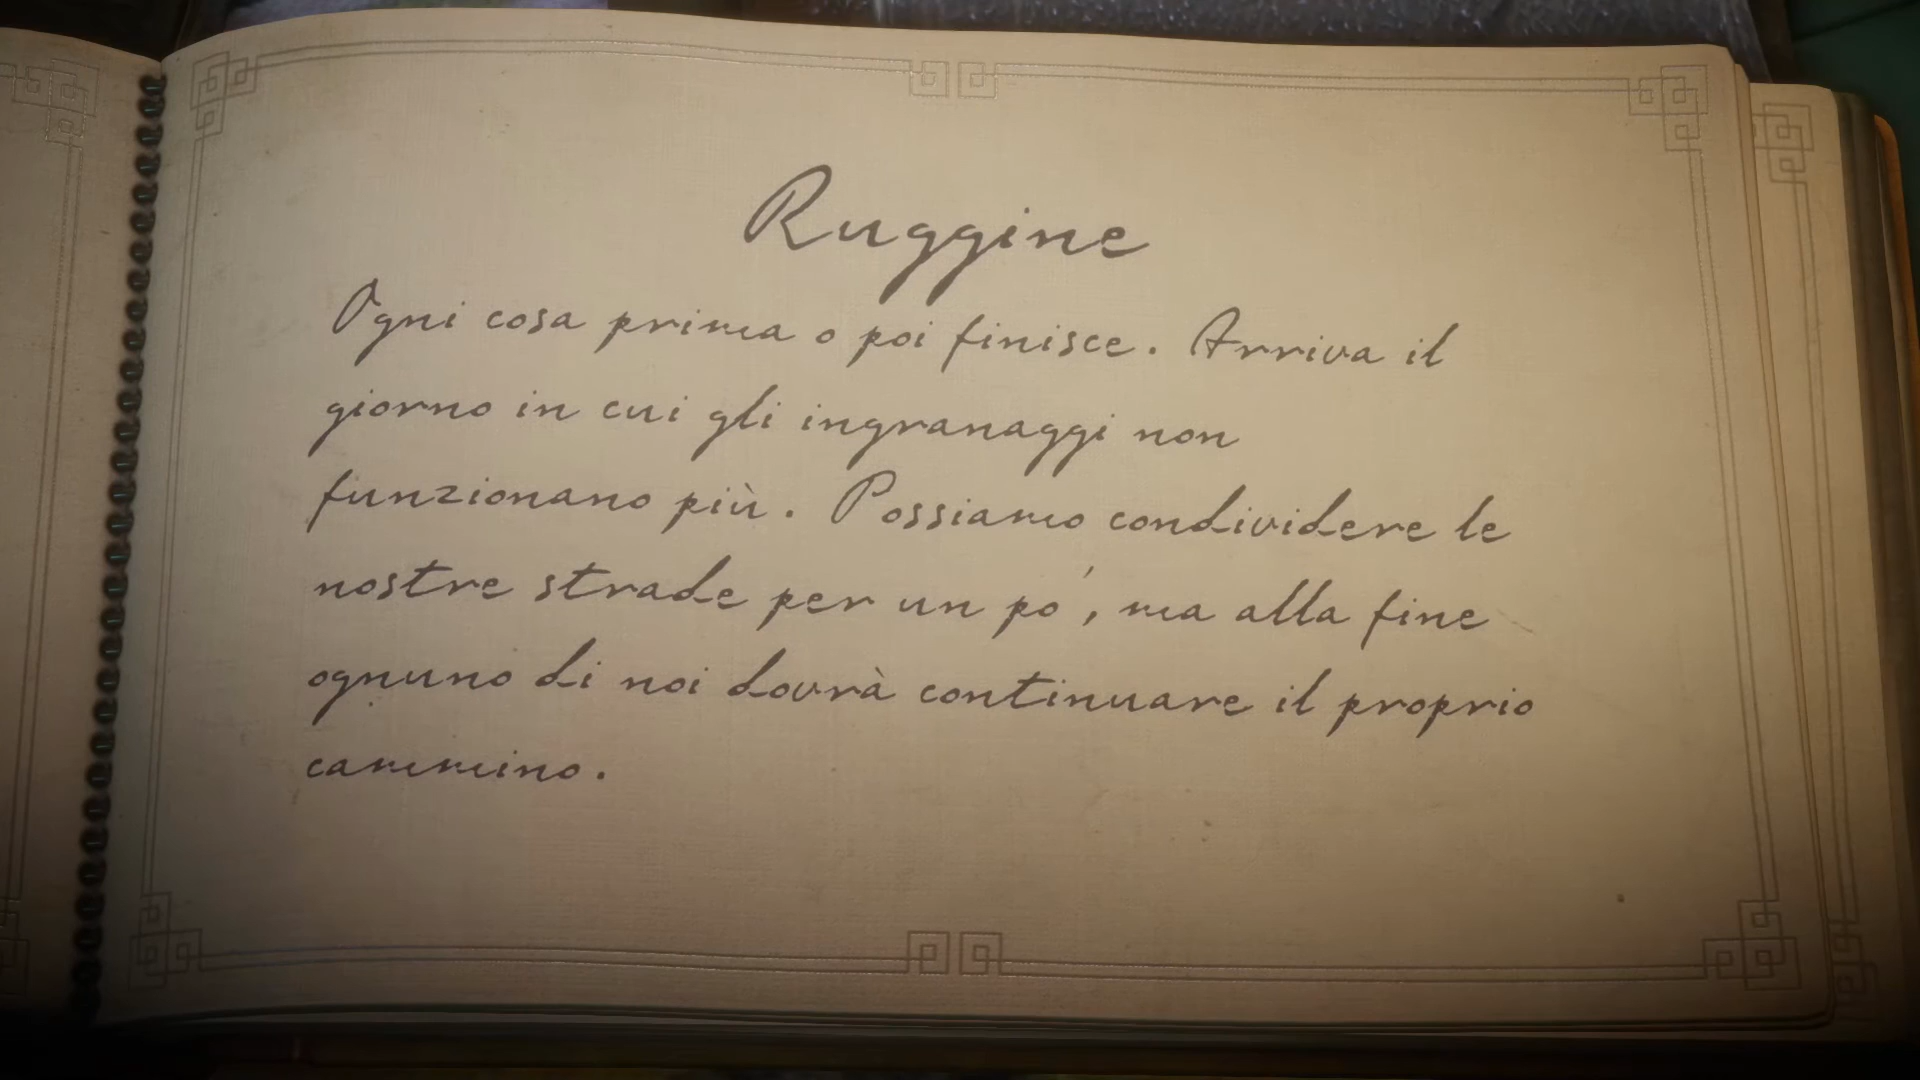 Ruggine
Ogni cosa prima o poi finisce. Arriva il
giorno in cui gli ingranaggi non
funzionano più. Possiamo condividere le
nostre strade per un po', ma alla fine
ognuno di noi dovrà continuare il proprio
cammino.